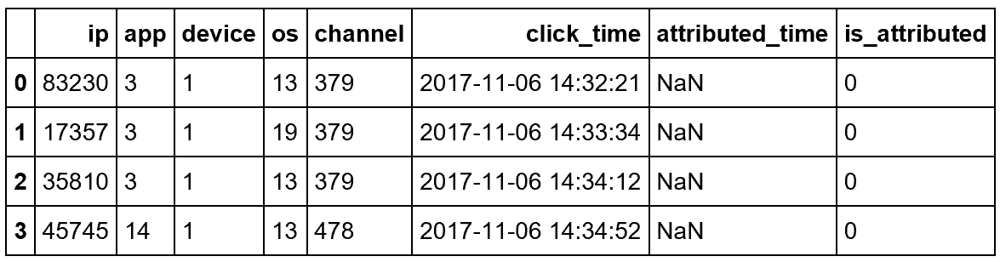 ip app device os channel click_time attributed_time is_attributed
0 83230 3 1 13 379 2017-11-06 14:32:21 NaN 0
1 17357 3 1 19 379 2017-11-06 14:33:34 NaN 0
2 35810 3 1 13 379 2017-11-06 14:34:12 NaN 0
3 45745 14 1 13 478 2017-11-06 14:34:52 NaN 0